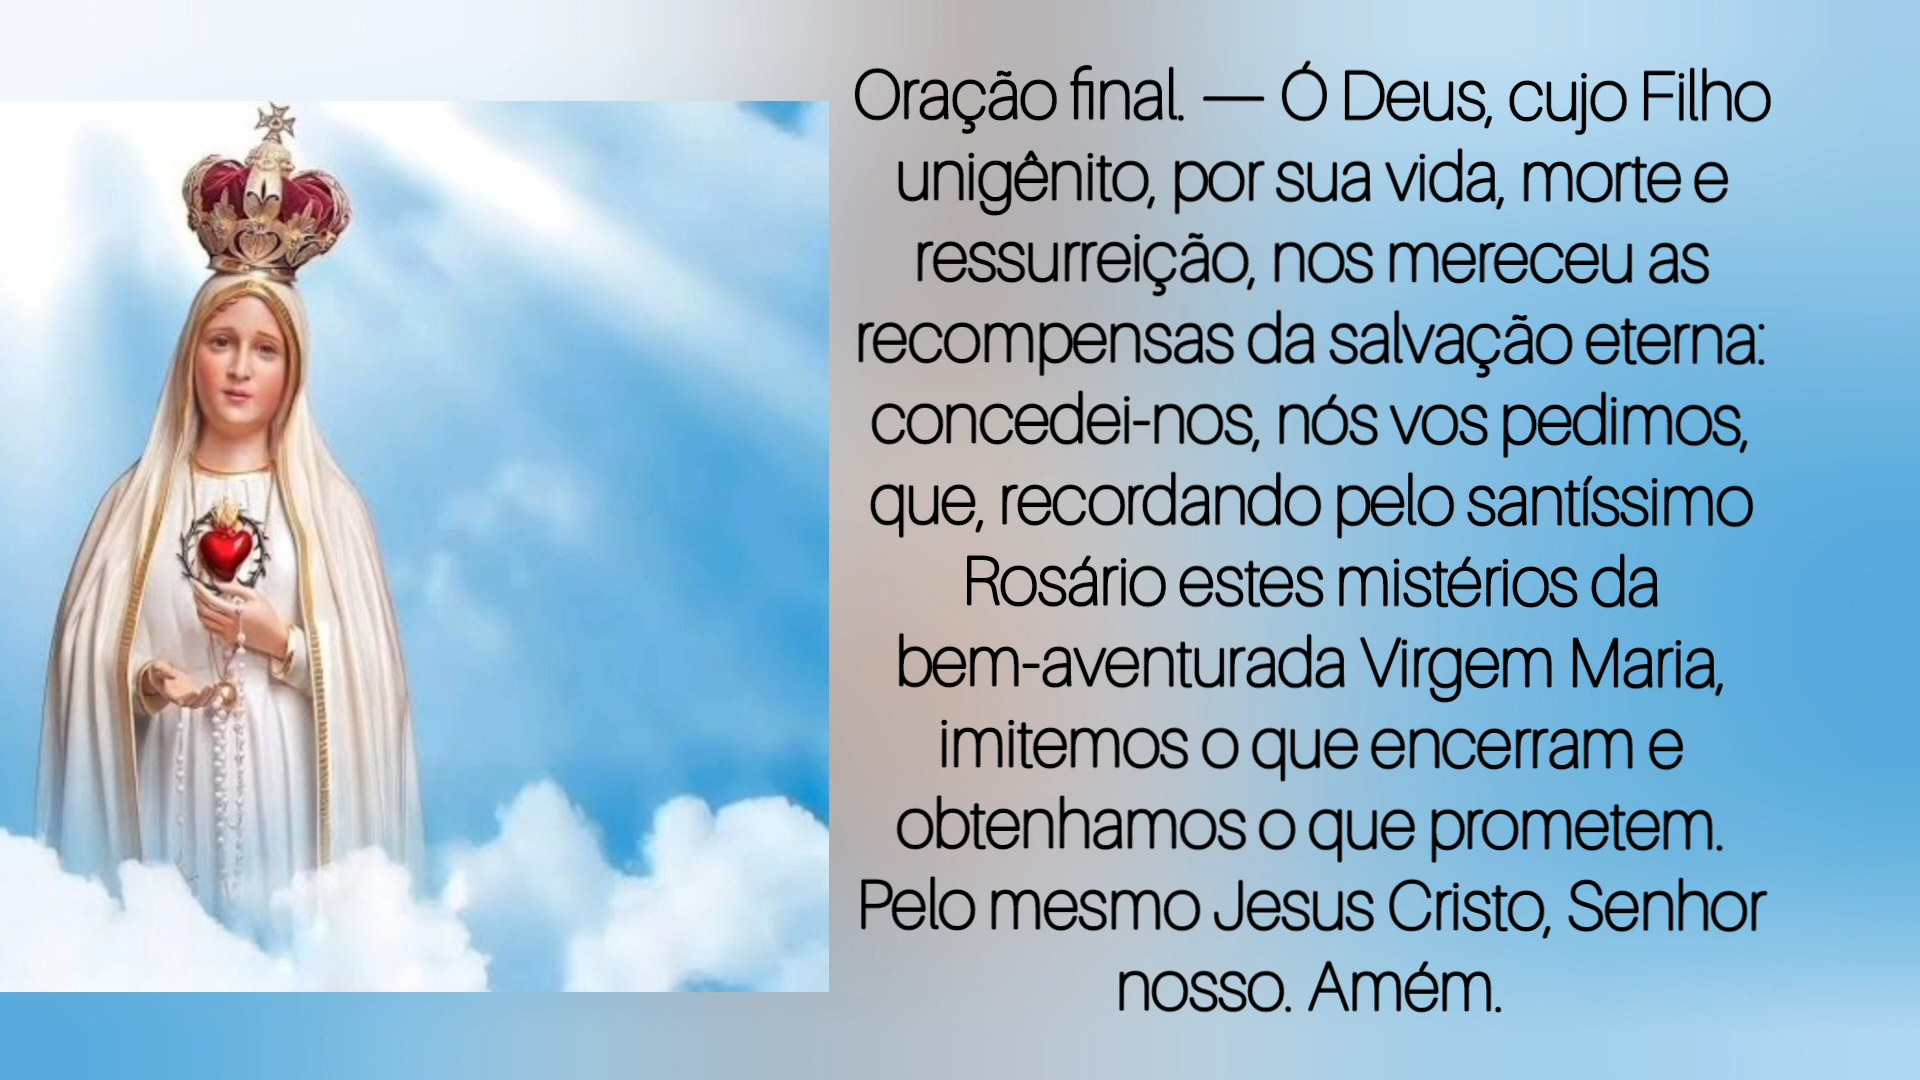 Oração final. — Ó Deus, cujo Filho
unigênito, por sua vida, morte e
ressurreição, nos mereceu as
recompensas da salvação eterna:
concedei-nos, nós vos pedimos,
que, recordando pelo santíssimo
Rosário estes mistérios da
bem-aventurada Virgem Maria,
imitemos o que encerram e
obtenhamos o que prometem.
Pelo mesmo Jesus Cristo, Senhor
nosso. Amém.